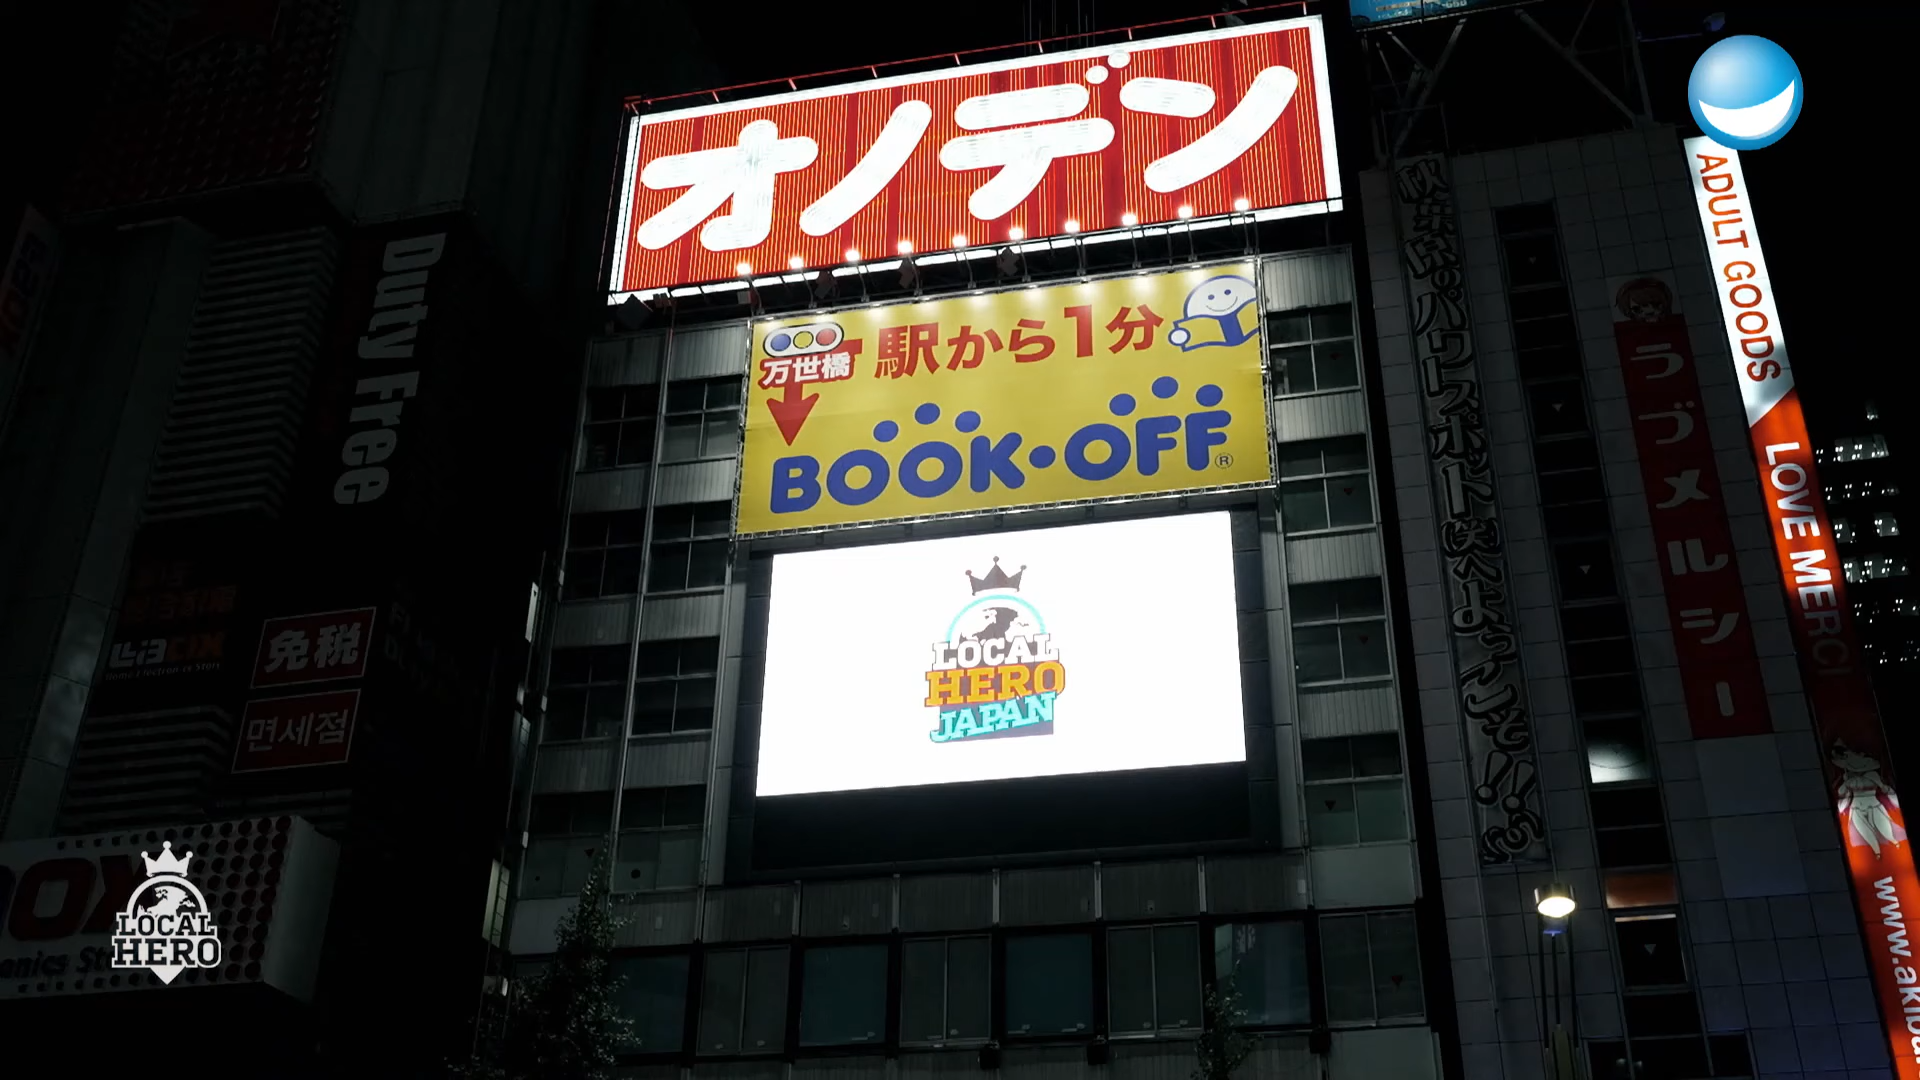 オノデン
駅から1分
万世橋
BOOK・OFF®
LOCAL
HERO
JAPAN
Duty Free
LABOX
免税
면세점
LOCAL
HERO
秋葉原のパワースポット(笑)へようこそ!!
ラブメルシー
ADULT GOODS
LOVE MERCI